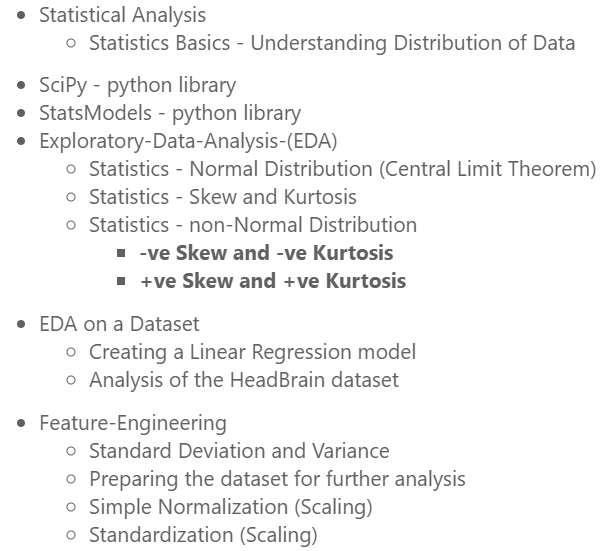 Statistical Analysis
Statistics Basics - Understanding Distribution of Data
SciPy - python library
StatsModels - python library
Exploratory-Data-Analysis-(EDA)
Statistics - Normal Distribution (Central Limit Theorem)
Statistics - Skew and Kurtosis
Statistics - non-Normal Distribution
-ve Skew and -ve Kurtosis
+ve Skew and +ve Kurtosis
EDA on a Dataset
Creating a Linear Regression model
Analysis of the HeadBrain dataset
Feature-Engineering
Standard Deviation and Variance
Preparing the dataset for further analysis
Simple Normalization (Scaling)
Standardization (Scaling)